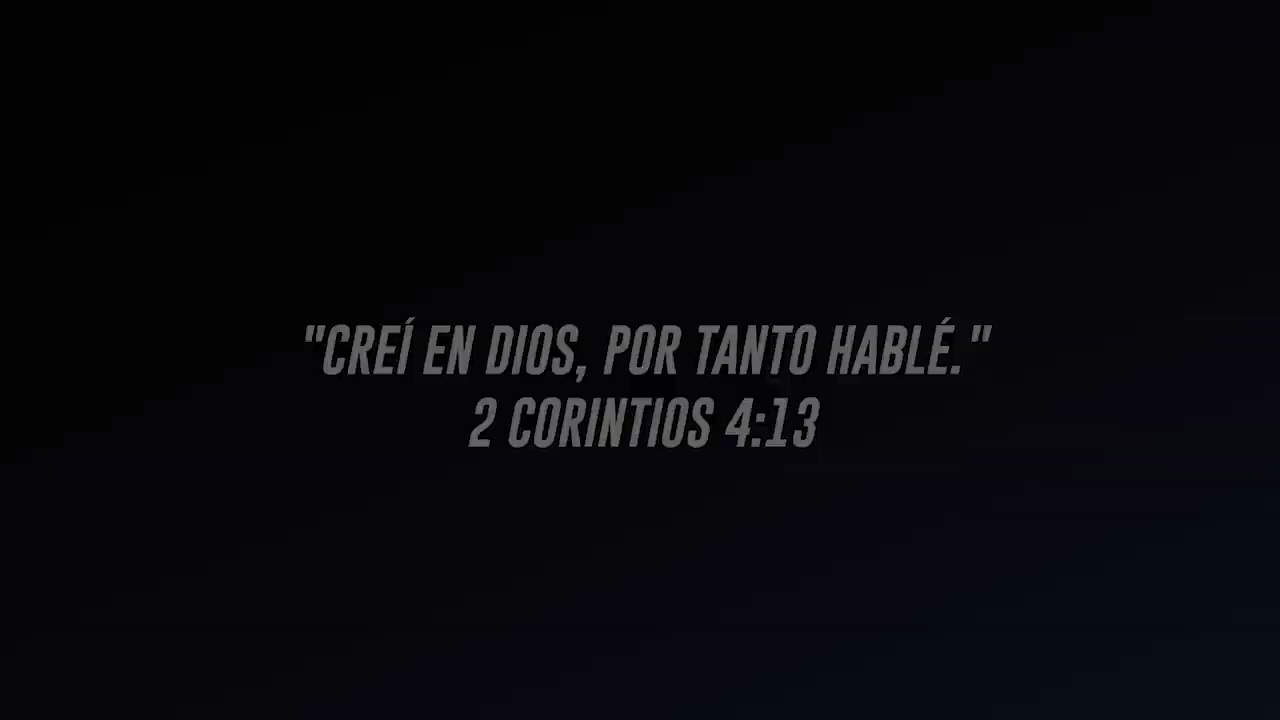 "CREÍ EN DIOS, POR TANTO HABLÉ."
2 CORINTIOS 4:13